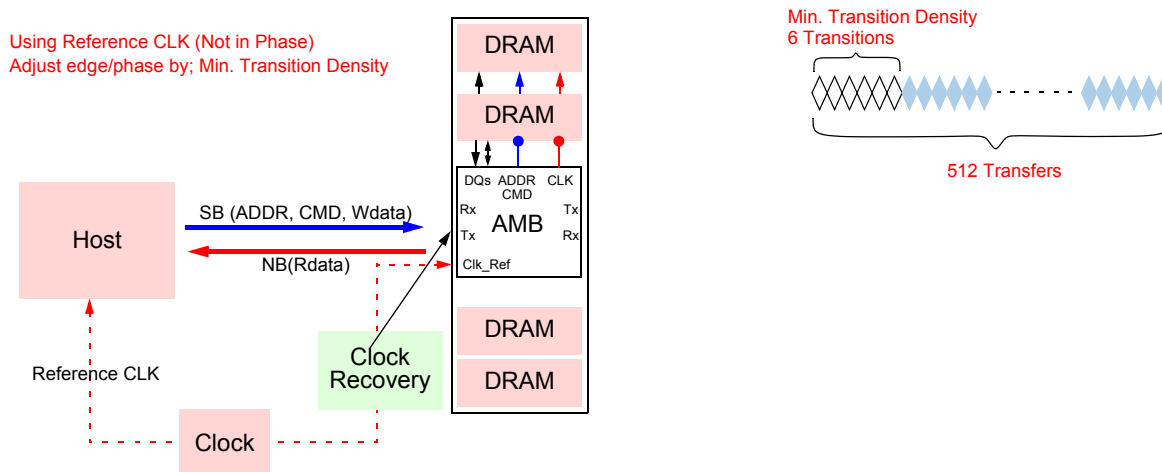 Using Reference CLK (Not in Phase)
Adjust edge/phase by; Min. Transition Density
DRAM
DRAM
DQs ADDR CLK
CMD
Rx Tx
AMB
Tx Rx
Clk_Ref
Host
SB (ADDR, CMD, Wdata)
NB(Rdata)
DRAM
DRAM
Clock
Recovery
Reference CLK
Clock
Min. Transition Density
6 Transitions
512 Transfers